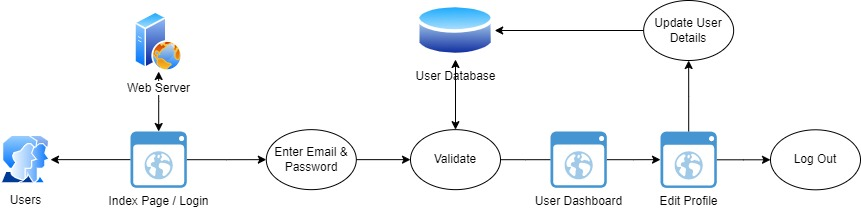 Update User
Details
User Database
Web Server
Enter Email &
Password
Validate
Log Out
Users
Index Page / Login
User Dashboard
Edit Profile